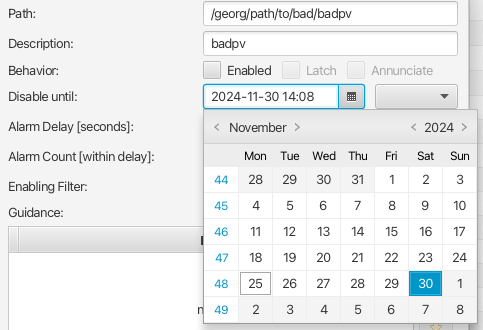 Path: /georg/path/to/bad/badpv
Description: badpv
Behavior: Enabled Latch Annunciate
Disable until: 2024-11-30 14:08
Alarm Delay [seconds]:
Alarm Count [within delay]:
Enabling Filter:
Guidance:
< November > < 2024 >
Mon Tue Wed Thu Fri Sat Sun
44 28 29 30 31 1 2 3
45 4 5 6 7 8 9 10
46 11 12 13 14 15 16 17
47 18 19 20 21 22 23 24
48 25 26 27 28 29 30 1
49 2 3 4 5 6 7 8